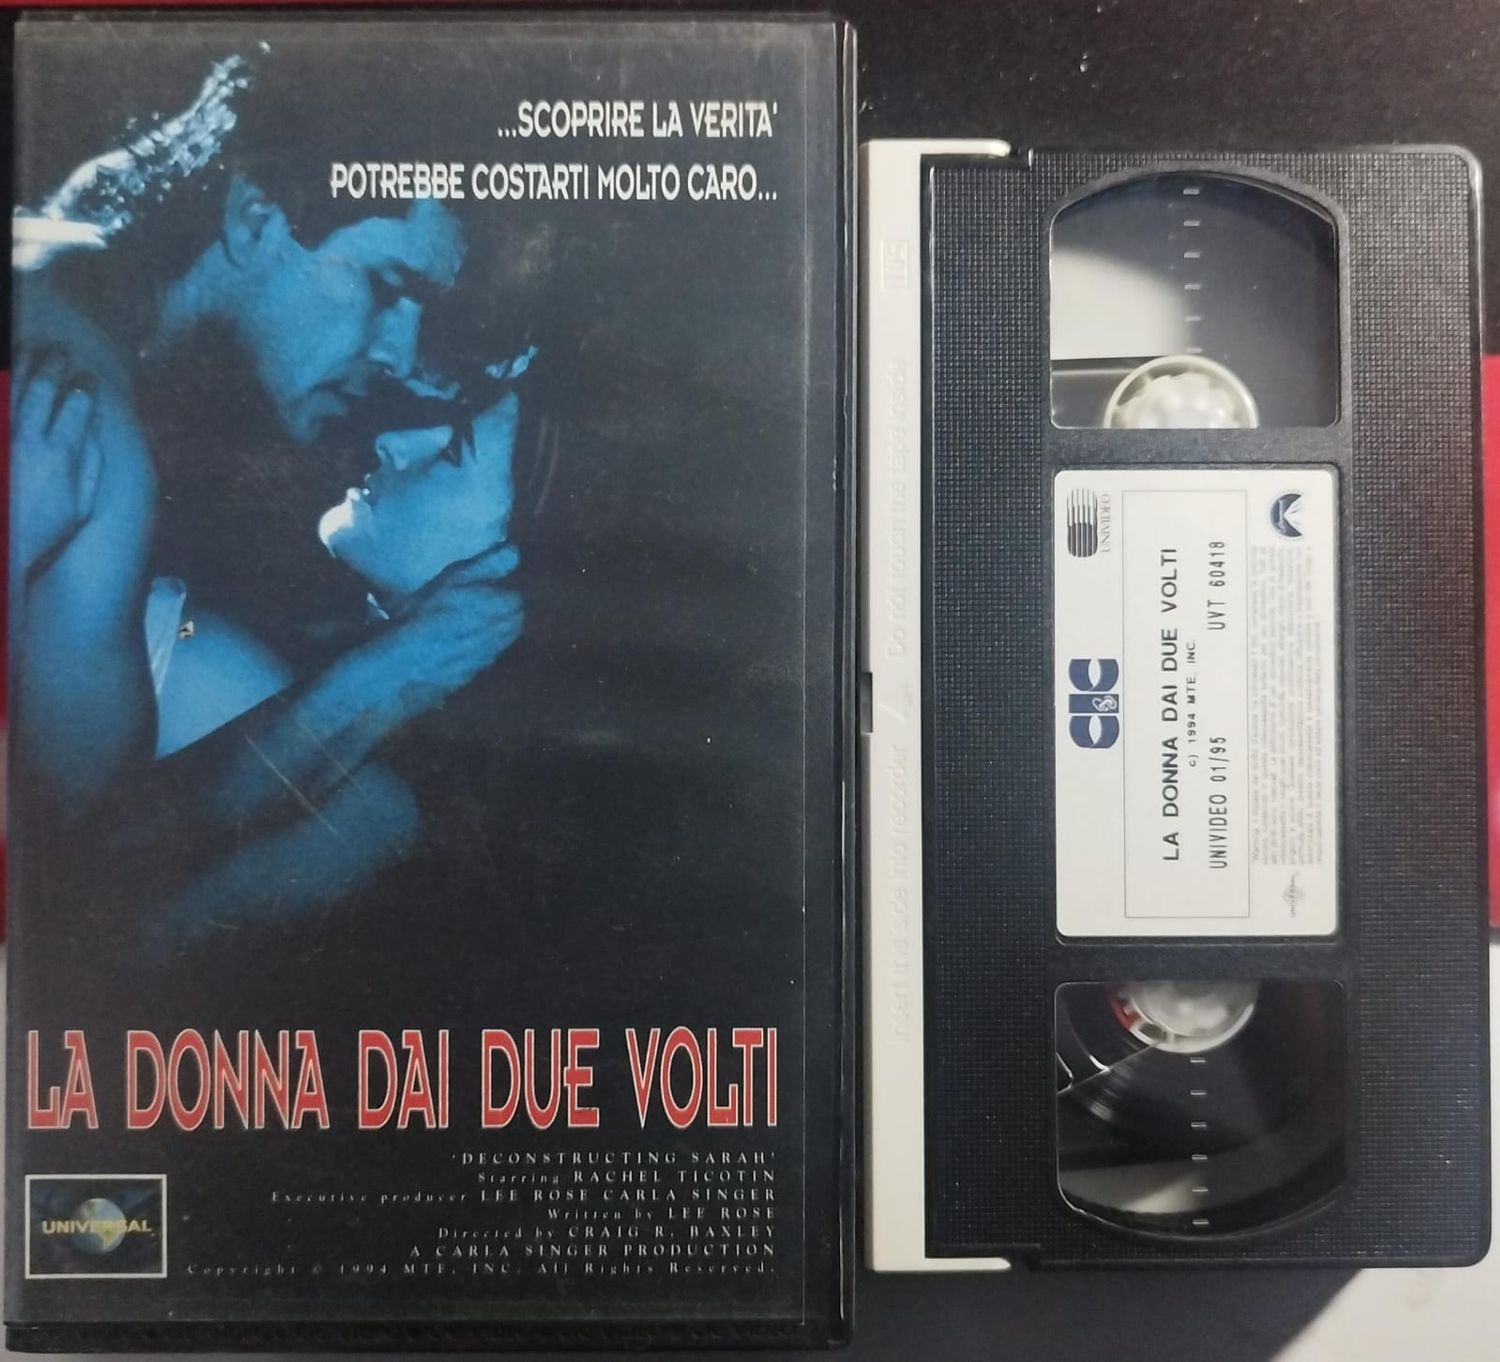 ...SCOPRIRE LA VERITA'
POTREBBE COSTARTI MOLTO CARO...
LA DONNA DAI DUE VOLTI
'DECONSTRUCTING SARAH'
Starring RACHEL TICOTIN
Executive producer LEE ROSE CARLA SINGER
Written by LEE ROSE
Directed by CRAIG R. BAXLEY
A CARLA SINGER PRODUCTION
Copyright © 1994 MTE, INC. All Rights Reserved.
UNIVERSAL
Insert this side into recorder
Do not touch the tape inside
UNIVIDEO
CIC
LA DONNA DAI DUE VOLTI
c) 1994 MTE, INC.
UNIVIDEO 01/95 UVT 60418
UNIVERSAL